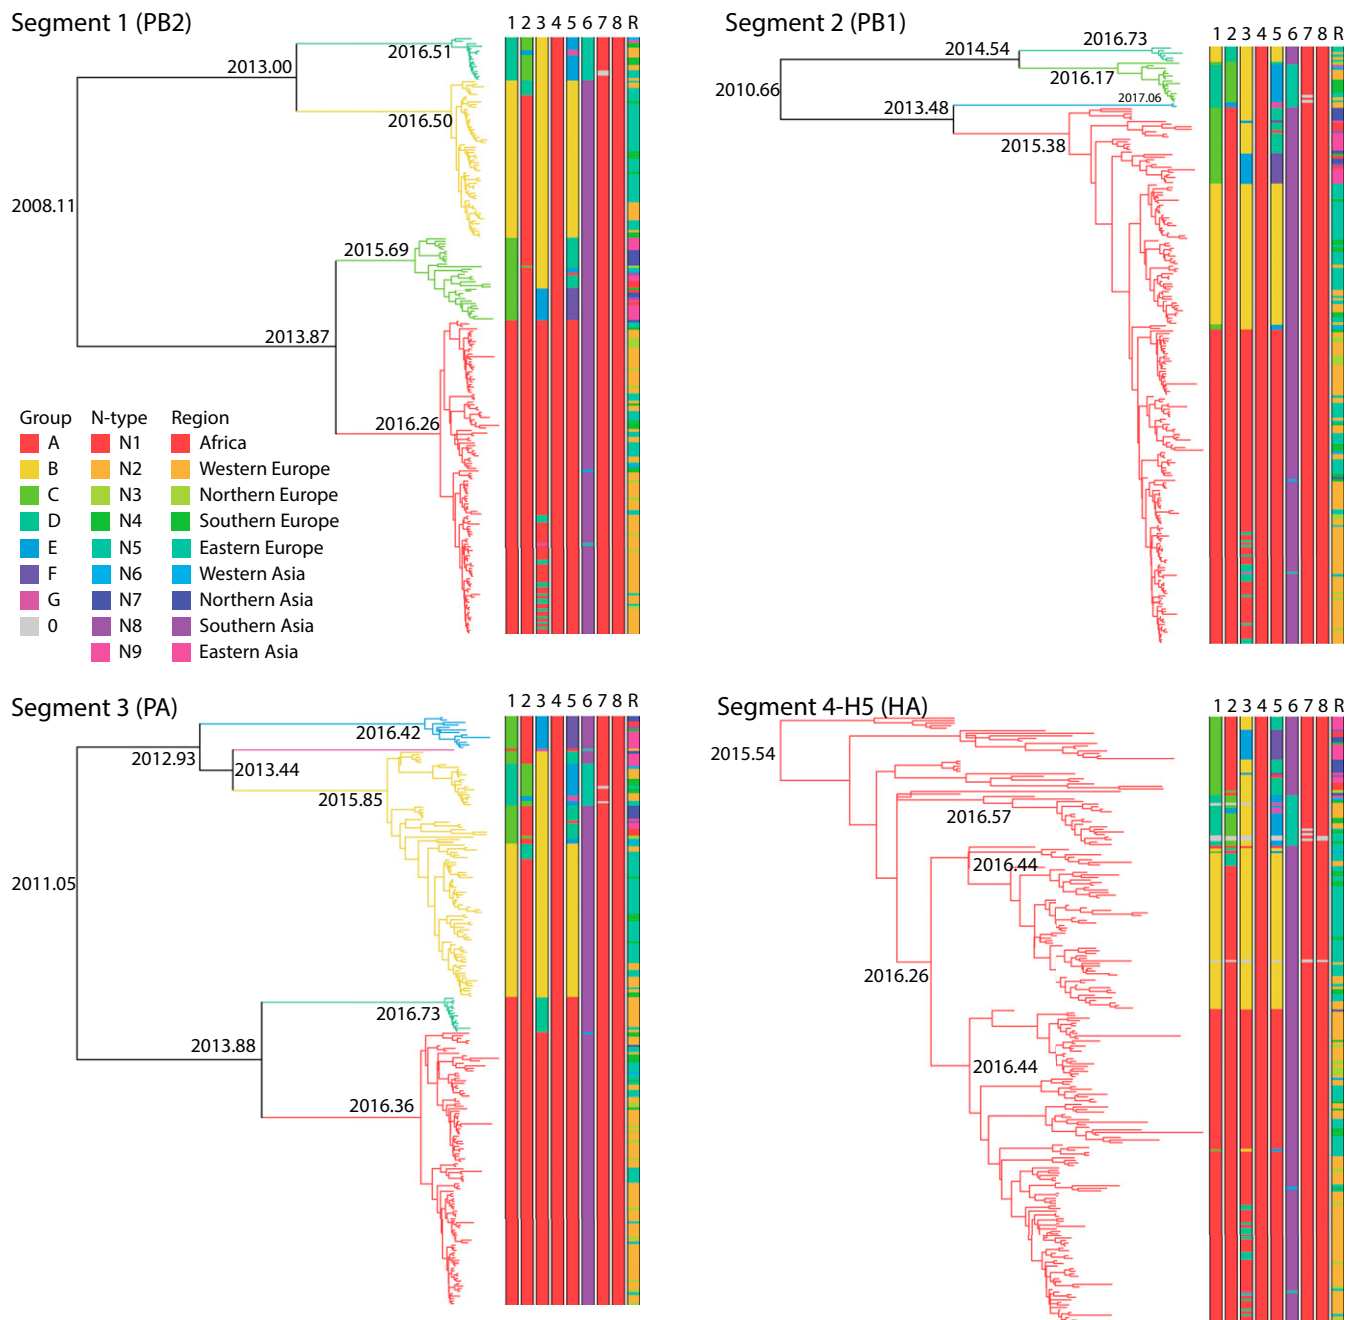 Segment 1 (PB2)
1 2 3 4 5 6 7 8 R
2016.51
2013.00
2016.50
2008.11
2015.69
2013.87
2016.26
Group N-type Region
A N1 Africa
B N2 Western Europe
C N3 Northern Europe
D N4 Southern Europe
E N5 Eastern Europe
F N6 Western Asia
G N7 Northern Asia
0 N8 Southern Asia
N9 Eastern Asia
Segment 2 (PB1)
1 2 3 4 5 6 7 8 R
2016.73
2014.54
2016.17
2010.66
2017.06
2013.48
2015.38
Segment 3 (PA)
1 2 3 4 5 6 7 8 R
2016.42
2012.93
2013.44
2015.85
2011.05
2016.73
2013.88
2016.36
Segment 4-H5 (HA)
1 2 3 4 5 6 7 8 R
2015.54
2016.57
2016.44
2016.26
2016.44